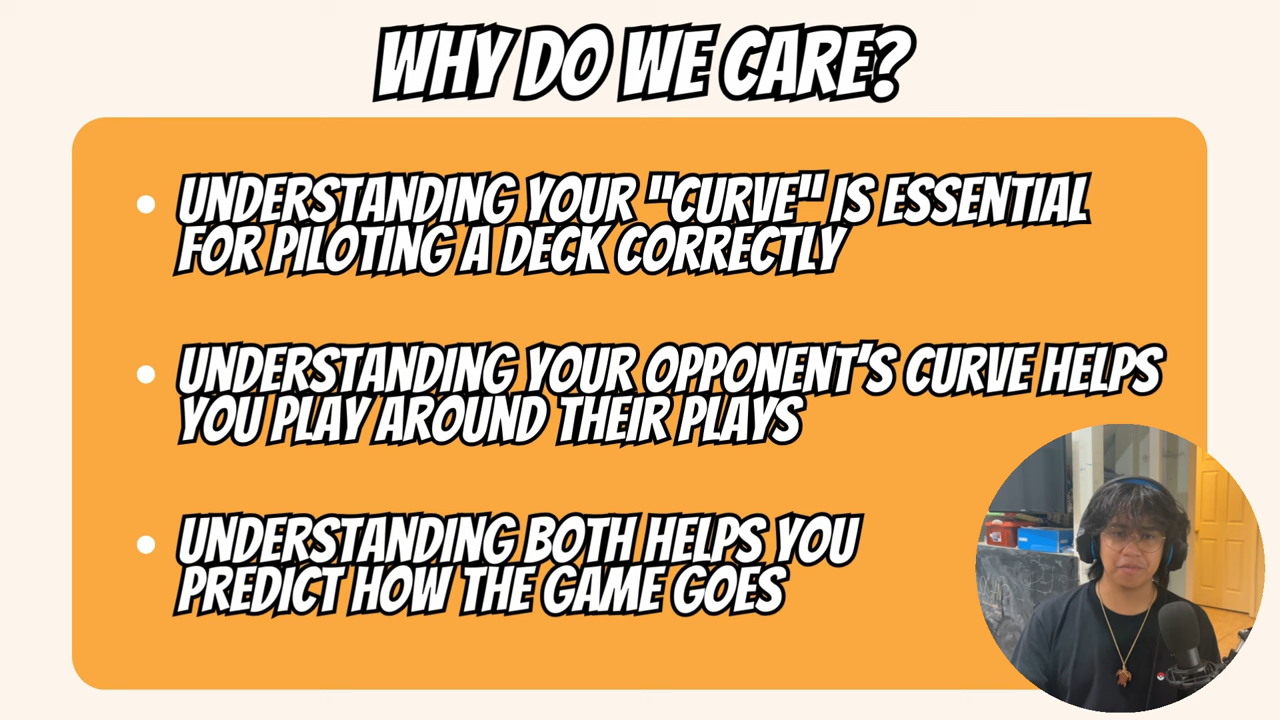 WHY DO WE CARE?
UNDERSTANDING YOUR "CURVE" IS ESSENTIAL
FOR PILOTING A DECK CORRECTLY
UNDERSTANDING YOUR OPPONENT'S CURVE HELPS
YOU PLAY AROUND THEIR PLAYS
UNDERSTANDING BOTH HELPS YOU
PREDICT HOW THE GAME GOES